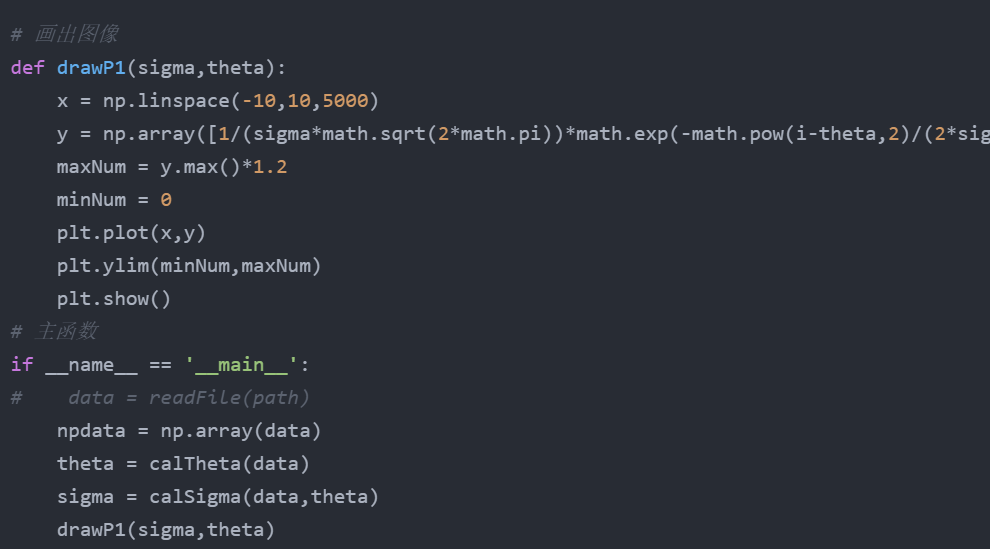 # 画出图像
def drawP1(sigma,theta):
    x = np.linspace(-10,10,5000)
    y = np.array([1/(sigma*math.sqrt(2*math.pi))*math.exp(-math.pow(i-theta,2)/(2*sig
    maxNum = y.max()*1.2
    minNum = 0
    plt.plot(x,y)
    plt.ylim(minNum,maxNum)
    plt.show()
# 主函数
if __name__ == '__main__':
#    data = readFile(path)
    npdata = np.array(data)
    theta = calTheta(data)
    sigma = calSigma(data,theta)
    drawP1(sigma,theta)